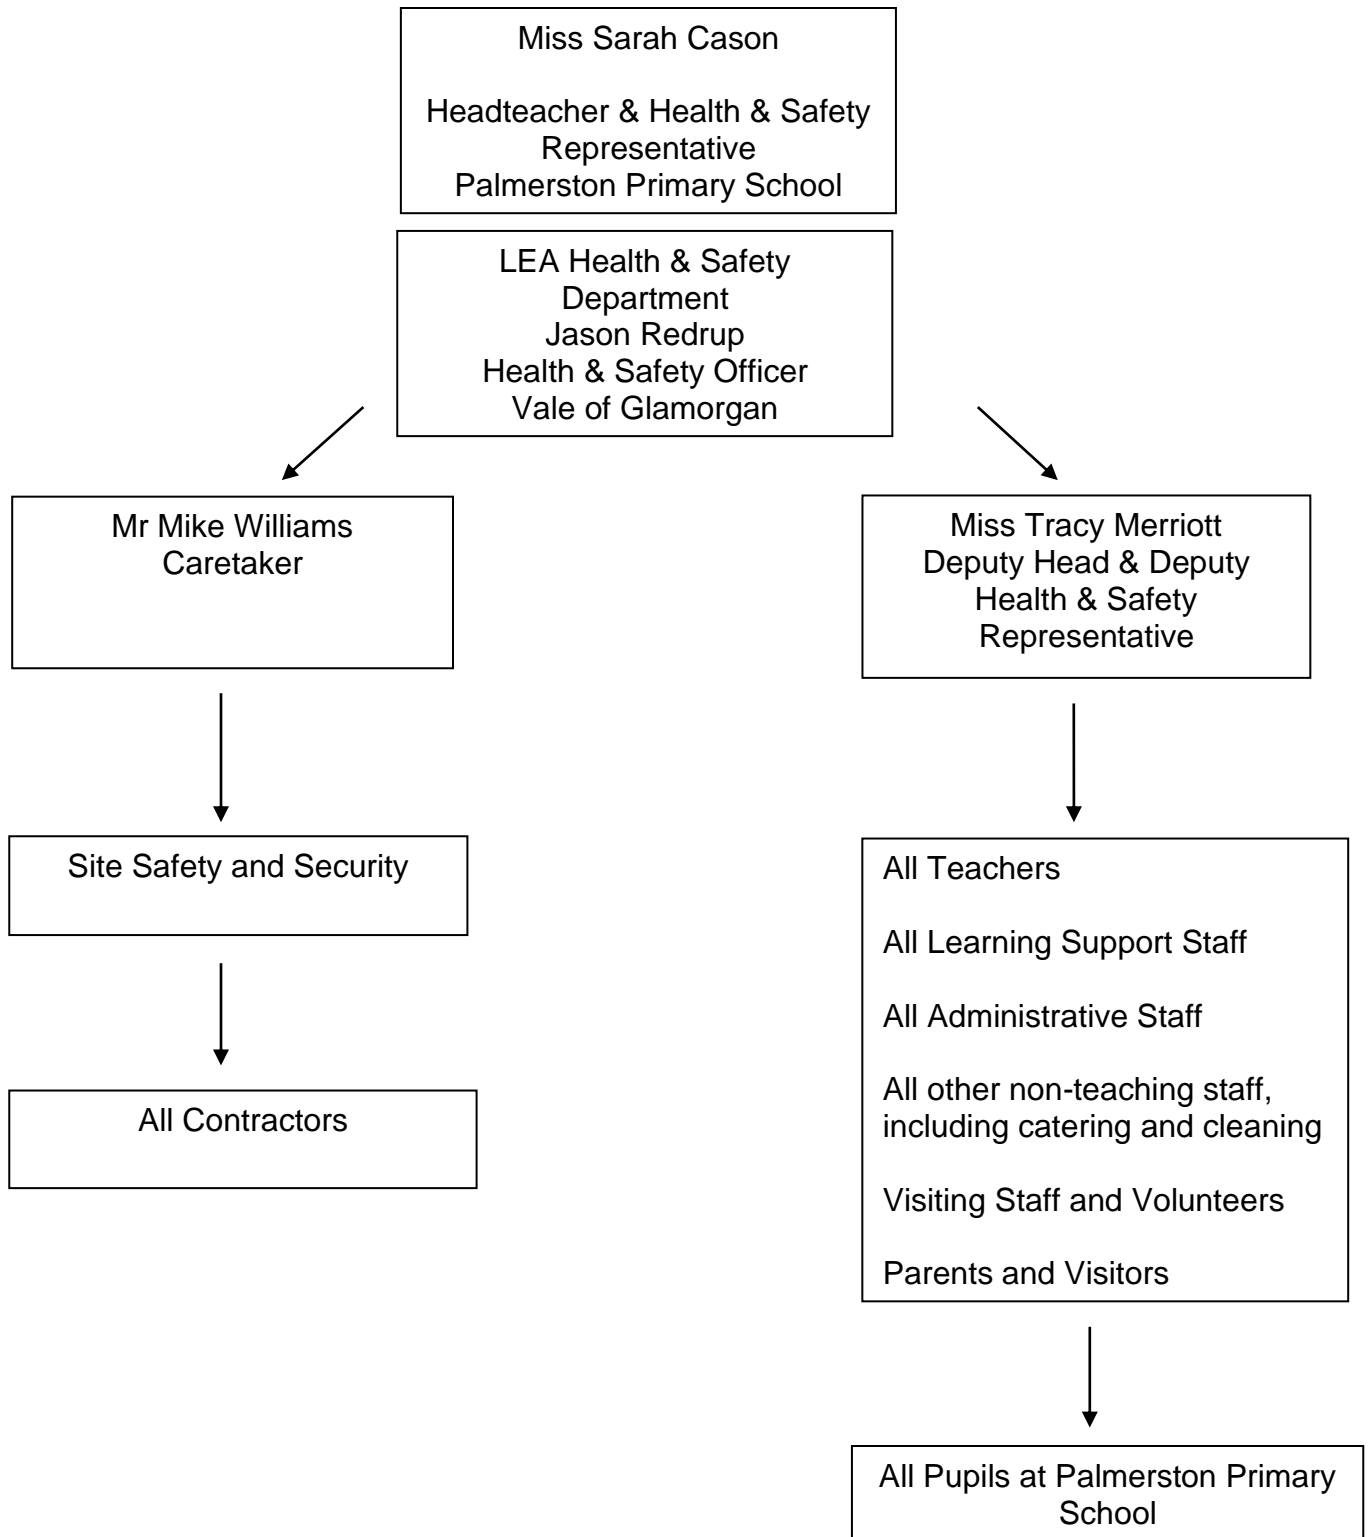 Miss Sarah Cason
Headteacher & Health & Safety
Representative
Palmerston Primary School
LEA Health & Safety
Department
Jason Redrup
Health & Safety Officer
Vale of Glamorgan
Mr Mike Williams
Caretaker
Miss Tracy Merriott
Deputy Head & Deputy
Health & Safety
Representative
Site Safety and Security
All Contractors
All Teachers
All Learning Support Staff
All Administrative Staff
All other non-teaching staff,
including catering and cleaning
Visiting Staff and Volunteers
Parents and Visitors
All Pupils at Palmerston Primary
School